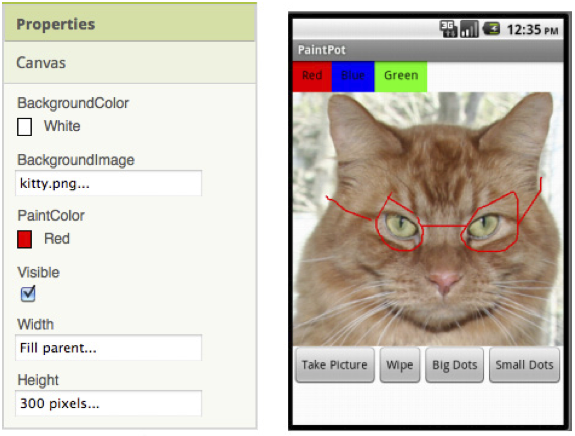 Properties
Canvas
BackgroundColor
White
BackgroundImage
kitty.png...
PaintColor
Red
Visible
Width
Fill parent...
Height
300 pixels...
3G 12:35 PM
PaintPot
Red Blue Green
Take Picture Wipe Big Dots Small Dots